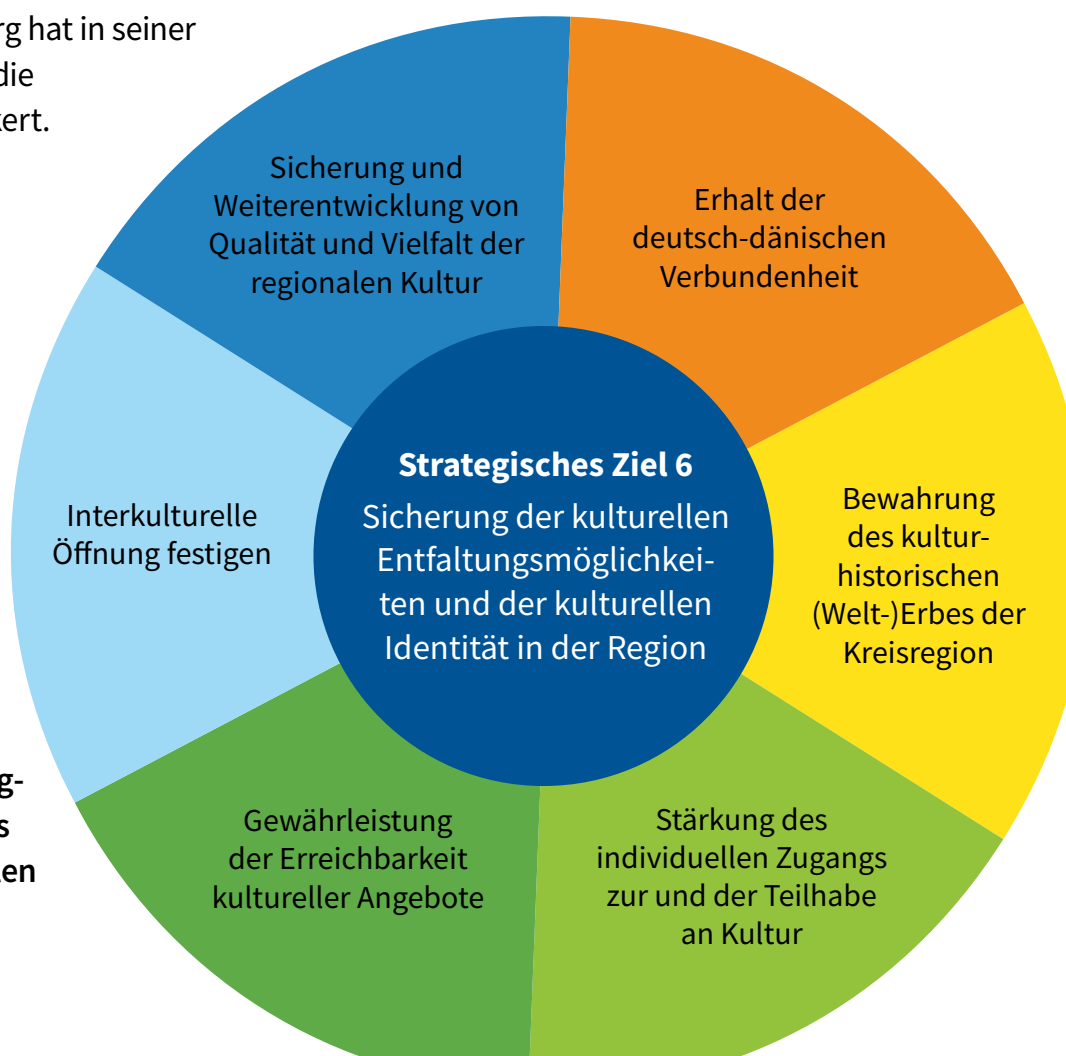 rg hat in seiner
die
kert.
Sicherung und
Weiterentwicklung von
Qualität und Vielfalt der
regionalen Kultur
Erhalt der
deutsch-dänischen
Verbundenheit
Bewahrung
des kultur-
historischen
(Welt-)Erbes der
Kreisregion
Stärkung des
individuellen Zugangs
zur und der Teilhabe
an Kultur
Gewährleistung
der Erreichbarkeit
kultureller Angebote
Interkulturelle
Öffnung festigen
Strategisches Ziel 6
Sicherung der kulturellen
Entfaltungsmöglichkei-
ten und der kulturellen
Identität in der Region
g-
s
en